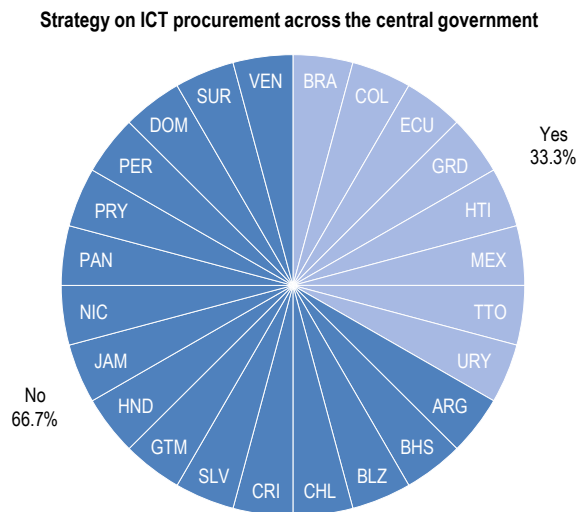 Strategy on ICT procurement across the central government
VEN
BRA
SUR
COL
DOM
ECU
PER
GRD
PRY
HTI
PAN
MEX
NIC
TTO
JAM
URY
HND
ARG
GTM
BHS
SLV
BLZ
CRI
CHL
Yes
33.3%
No
66.7%